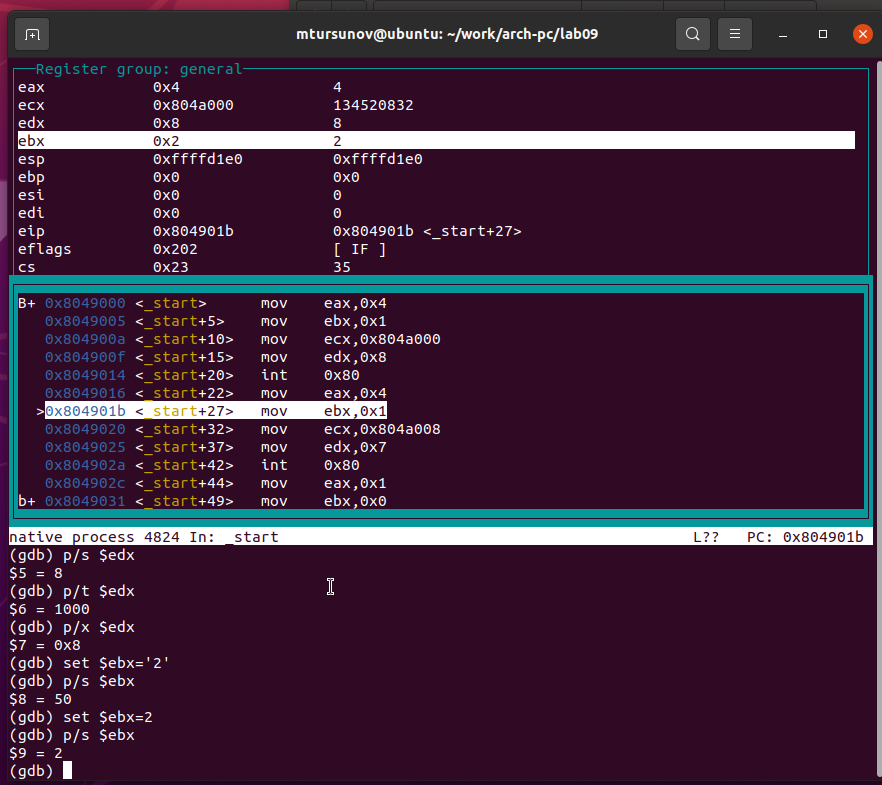 mtursunov@ubuntu: ~/work/arch-pc/lab09
Register group: general
eax 0x4 4
ecx 0x804a000 134520832
edx 0x8 8
ebx 0x2 2
esp 0xffffd1e0 0xffffd1e0
ebp 0x0 0x0
esi 0x0 0
edi 0x0 0
eip 0x804901b 0x804901b <_start+27>
eflags 0x202 [ IF ]
cs 0x23 35
B+ 0x8049000 <_start> mov eax,0x4
0x8049005 <_start+5> mov ebx,0x1
0x804900a <_start+10> mov ecx,0x804a000
0x804900f <_start+15> mov edx,0x8
0x8049014 <_start+20> int 0x80
0x8049016 <_start+22> mov eax,0x4
>0x804901b <_start+27> mov ebx,0x1
0x8049020 <_start+32> mov ecx,0x804a008
0x8049025 <_start+37> mov edx,0x7
0x804902a <_start+42> int 0x80
0x804902c <_start+44> mov eax,0x1
b+ 0x8049031 <_start+49> mov ebx,0x0
native process 4824 In: _start L?? PC: 0x804901b
(gdb) p/s $edx
$5 = 8
(gdb) p/t $edx
$6 = 1000
(gdb) p/x $edx
$7 = 0x8
(gdb) set $ebx='2'
(gdb) p/s $ebx
$8 = 50
(gdb) set $ebx=2
(gdb) p/s $ebx
$9 = 2
(gdb)